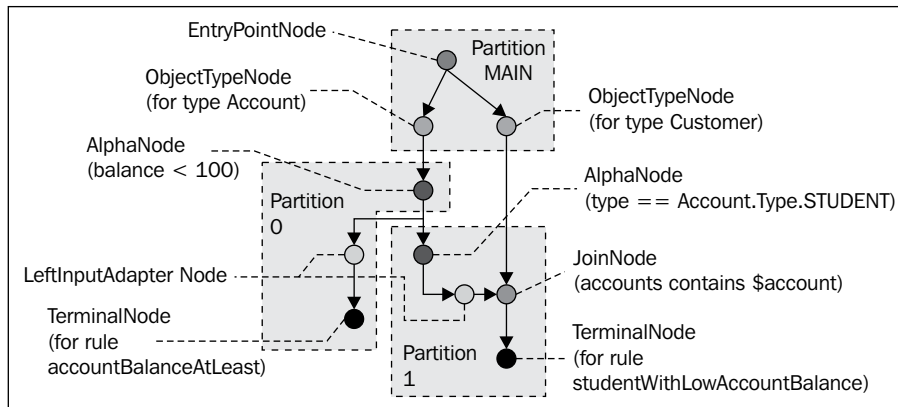 EntryPointNode
Partition
MAIN
ObjectTypeNode
(for type Account)
ObjectTypeNode
(for type Customer)
AlphaNode
(balance < 100)
Partition
0
AlphaNode
(type == Account.Type.STUDENT)
LeftInputAdapter Node
JoinNode
(accounts contains $account)
TerminalNode
(for rule
accountBalanceAtLeast)
Partition
1
TerminalNode
(for rule
studentWithLowAccountBalance)